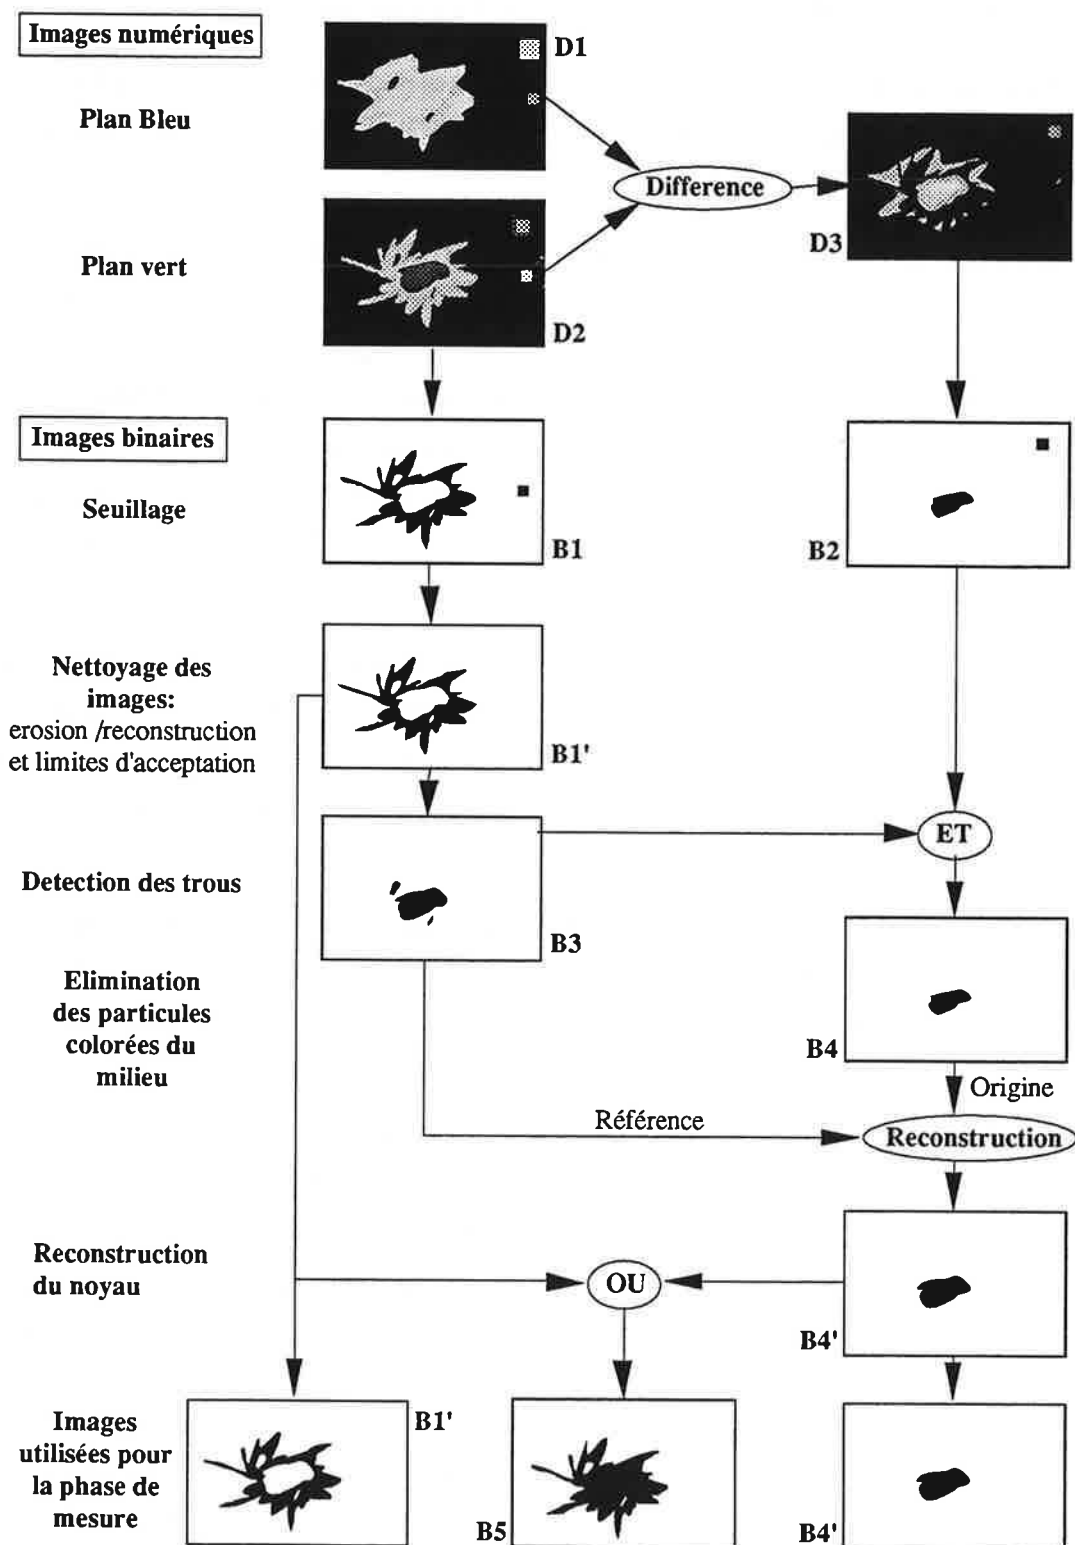 Images numériques
D1
Plan Bleu
Difference
D3
Plan vert
D2
Images binaires
Seuillage
B1
B2
Nettoyage des
images:
erosion /reconstruction
et limites d'acceptation
B1'
ET
Detection des trous
B3
Elimination
des particules
colorées du
milieu
B4
Origine
Référence
Reconstruction
Reconstruction
du noyau
OU
B4'
Images
utilisées pour
la phase de
mesure
B1'
B5
B4'